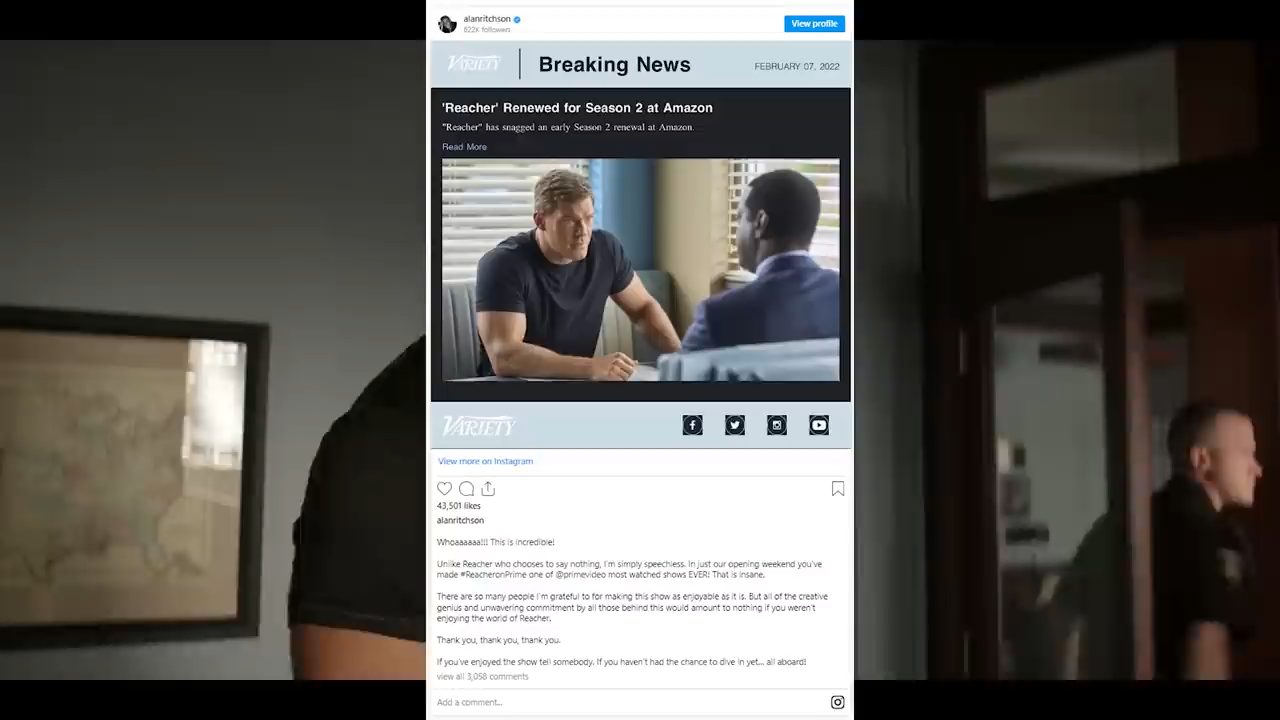 alanritchson
622K followers
View profile
VARIETY
Breaking News
FEBRUARY 07, 2022
'Reacher' Renewed for Season 2 at Amazon
"Reacher" has snagged an early Season 2 renewal at Amazon.
Read More
VARIETY
View more on Instagram
43,501 likes
alanritchson
Whoaaaaaa!!! This is incredible!
Unlike Reacher who chooses to say nothing, I'm simply speechless. In just our opening weekend you've
made #ReacheronPrime one of @primevideo most watched shows EVER! That is insane.
There are so many people I'm grateful to for making this show as enjoyable as it is. But all of the creative
genius and unwavering commitment by all those behind this would amount to nothing if you weren't
enjoying the world of Reacher.
Thank you, thank you, thank you.
If you've enjoyed the show tell somebody. If you haven't had the chance to dive in yet... all aboard!
view all 3,058 comments
Add a comment...